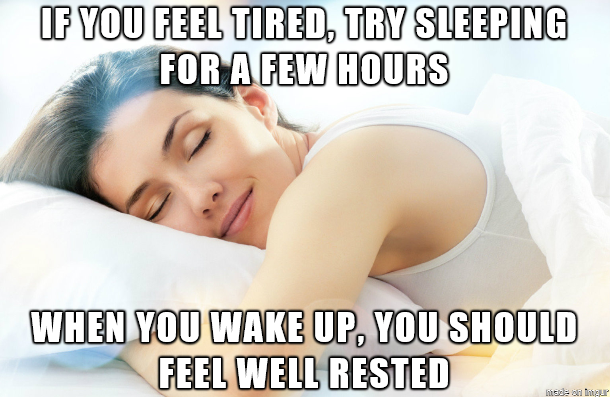 IF YOU FEEL TIRED, TRY SLEEPING
FOR A FEW HOURS
WHEN YOU WAKE UP, YOU SHOULD
FEEL WELL RESTED
made on imgur